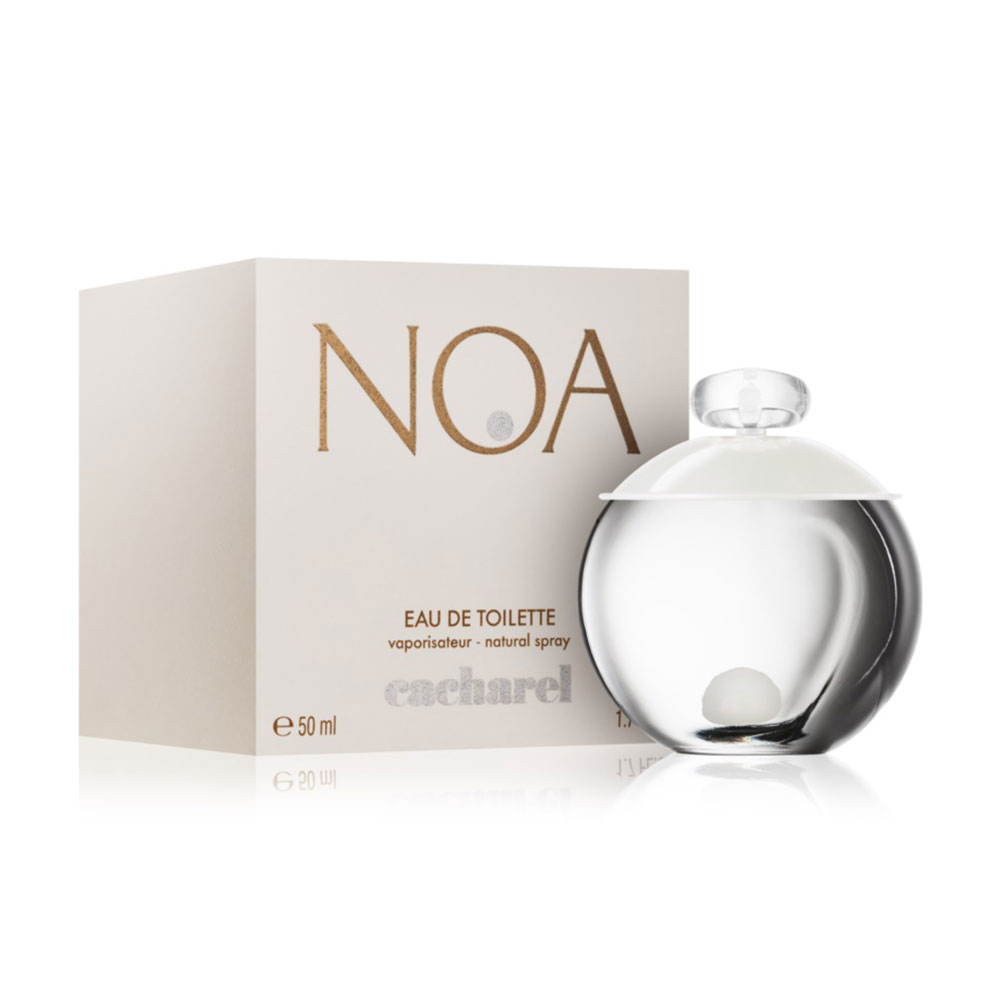 NOA
EAU DE TOILETTE
vaporisateur - natural spray
cacharel
e 50 ml